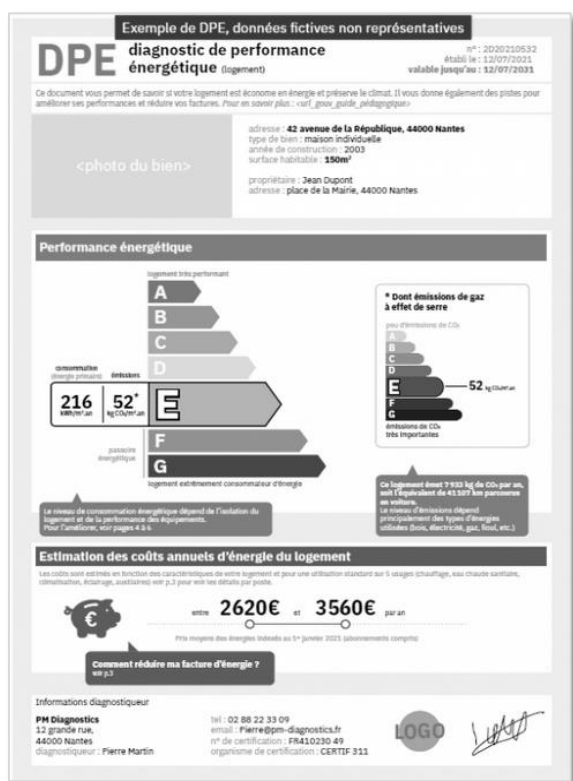 Exemple de DPE, données fictives non représentatives
DPE diagnostic de performance
énergétique (logement)
n° : 2D20210532
établi le : 12/07/2021
valable jusqu'au : 12/07/2031
Ce document vous permet de savoir si votre logement est économe en énergie et préserve le climat. Il vous donne également des pistes pour
améliorer ses performances et réduire vos factures. Pour en savoir plus :
<photo du bien>
adresse : 42 avenue de la République, 44000 Nantes
type de bien : maison individuelle
année de construction : 2003
surface habitable : 150m²
propriétaire : Jean Dupont
adresse : place de la Mairie, 44000 Nantes
Performance énergétique
logement très performant
A
B
C
D
consommation
(énergie primaire)
émissions
216
kWh/m².an
52*
kg CO₂/m².an
E
F
G
passoire
énergétique
logement extrêmement consommateur d'énergie
Le niveau de consommation énergétique dépend de l'isolation du
logement et de la performance des équipements.
Pour l'améliorer, voir pages 4 à 6
* Dont émissions de gaz
à effet de serre
peu d'émissions de CO₂
A
B
C
D
E
52 kg CO₂/m².an
F
G
émissions de CO₂
très importantes
Ce logement émet 7 933 kg de CO₂ par an,
soit l'équivalent de 41 107 km parcourus
en voiture.
Le niveau d'émissions dépend
principalement des types d'énergies
utilisées (bois, électricité, gaz, fioul, etc.)
Estimation des coûts annuels d'énergie du logement
Les coûts sont estimés en fonction des caractéristiques de votre logement et pour une utilisation standard sur 5 usages (chauffage, eau chaude sanitaire,
climatisation, éclairage, auxiliaires) voir p.3 pour voir les détails par poste.
€
entre 2620€ et 3560€ par an
Prix moyens des énergies indexés au 1er janvier 2021 (abonnements compris)
Comment réduire ma facture d'énergie ?
voir p.3
Informations diagnostiqueur
PM Diagnostics
12 grande rue,
44000 Nantes
diagnostiqueur : Pierre Martin
tel : 02 88 22 33 09
email : Pierre@pm-diagnostics.fr
n° de certification : FR410230 49
organisme de certification : CERTIF 311
LOGO